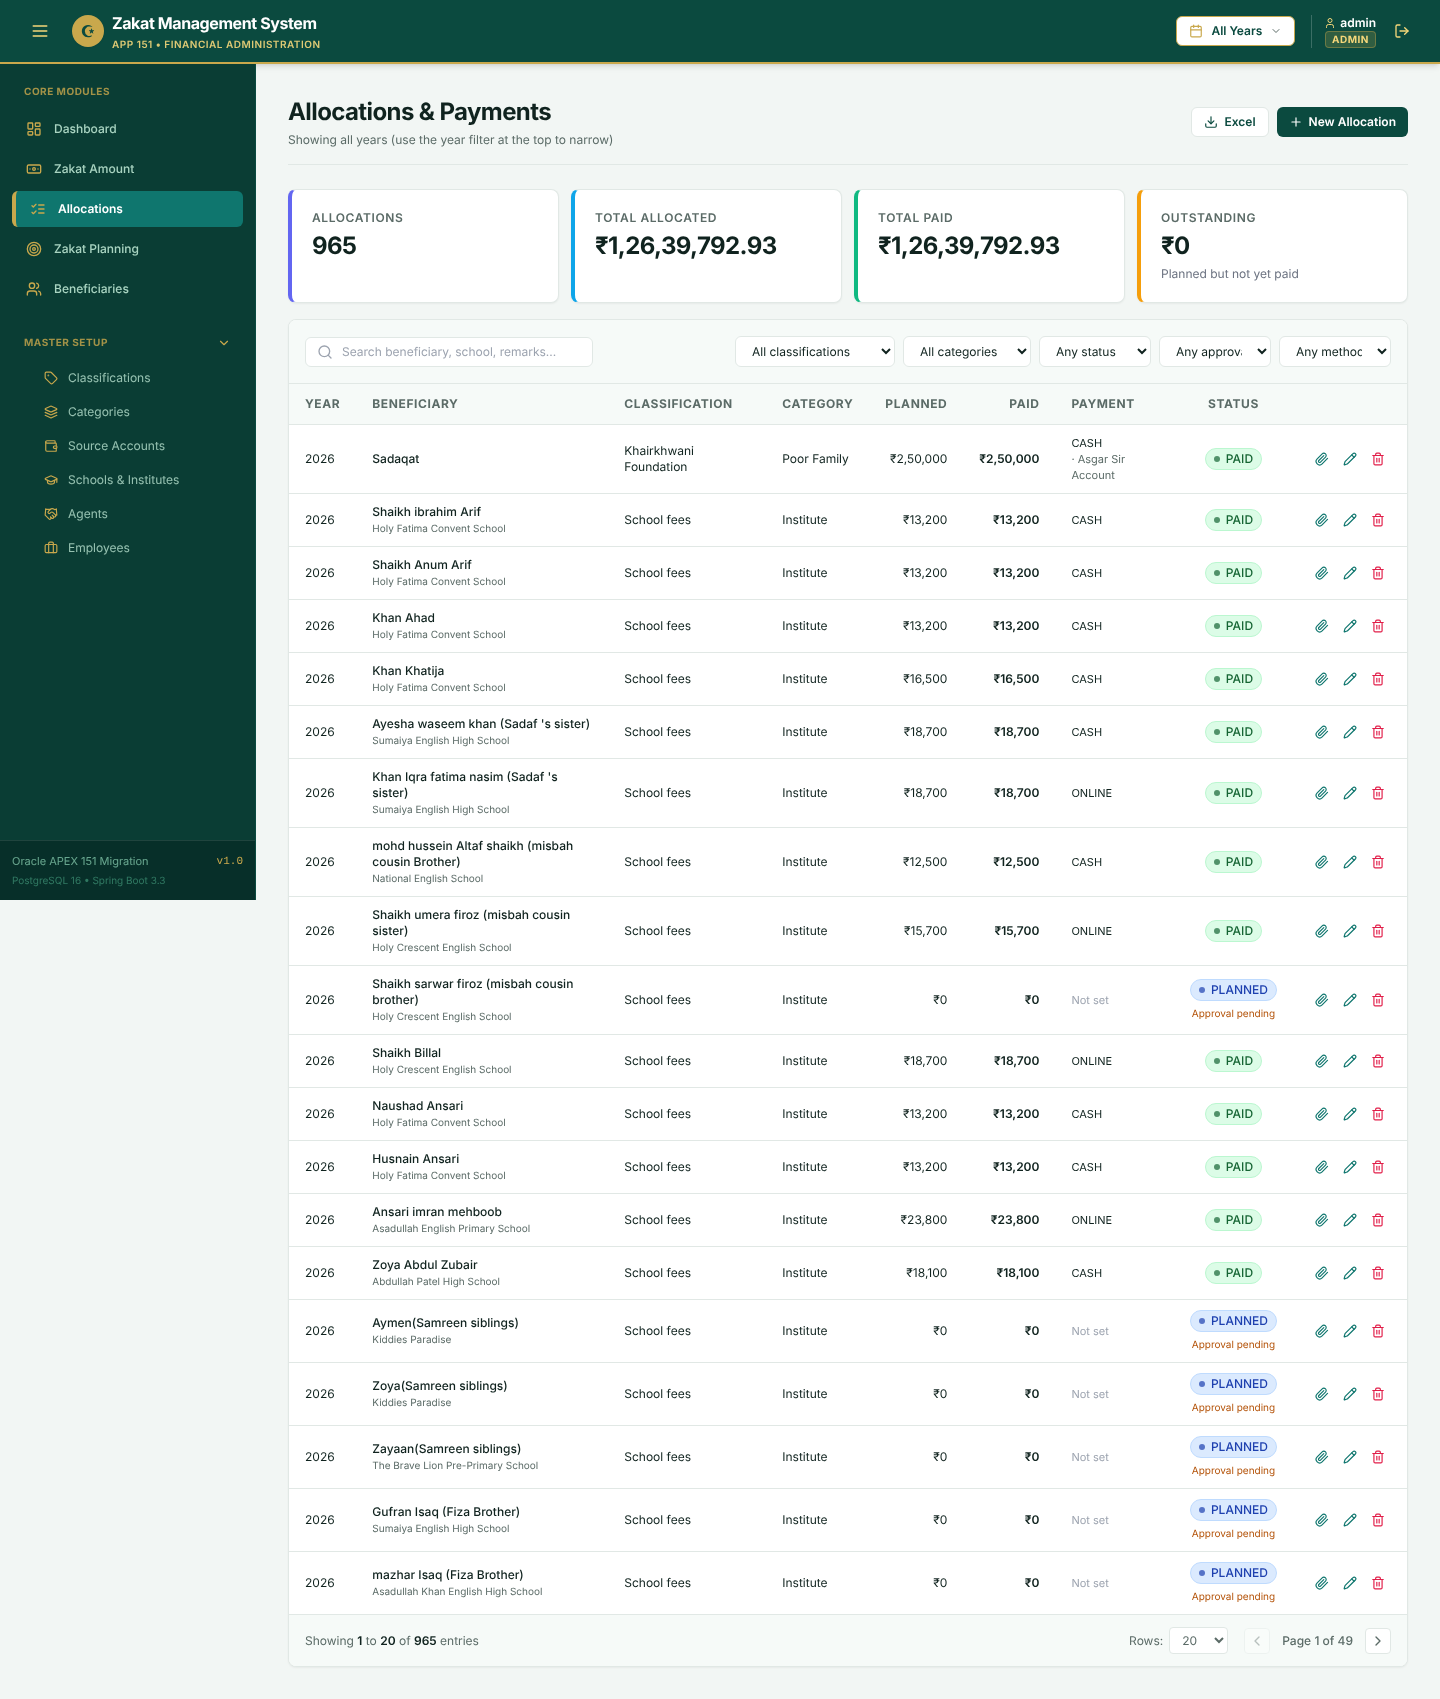 Zakat Management System
APP 151 • FINANCIAL ADMINISTRATION
All Years
admin
ADMIN
CORE MODULES
Dashboard
Zakat Amount
Allocations
Zakat Planning
Beneficiaries
MASTER SETUP
Classifications
Categories
Source Accounts
Schools & Institutes
Agents
Employees
Oracle APEX 151 Migration v1.0
PostgreSQL 16 • Spring Boot 3.3
Allocations & Payments
Showing all years (use the year filter at the top to narrow)
Excel
New Allocation
ALLOCATIONS
965
TOTAL ALLOCATED
₹1,26,39,792.93
TOTAL PAID
₹1,26,39,792.93
OUTSTANDING
₹0
Planned but not yet paid
Search beneficiary, school, remarks...
All classifications
All categories
Any status
Any approv
Any methoc
YEAR BENEFICIARY CLASSIFICATION CATEGORY PLANNED PAID PAYMENT STATUS
2026 Sadaqat Khairkhwani Foundation Poor Family ₹2,50,000 ₹2,50,000 CASH · Asgar Sir Account PAID
2026 Shaikh ibrahim Arif School fees Institute ₹13,200 ₹13,200 CASH PAID
Holy Fatima Convent School
2026 Shaikh Anum Arif School fees Institute ₹13,200 ₹13,200 CASH PAID
Holy Fatima Convent School
2026 Khan Ahad School fees Institute ₹13,200 ₹13,200 CASH PAID
Holy Fatima Convent School
2026 Khan Khatija School fees Institute ₹16,500 ₹16,500 CASH PAID
Holy Fatima Convent School
2026 Ayesha waseem khan (Sadaf 's sister) School fees Institute ₹18,700 ₹18,700 CASH PAID
Sumaiya English High School
2026 Khan Iqra fatima nasim (Sadaf 's sister) School fees Institute ₹18,700 ₹18,700 ONLINE PAID
Sumaiya English High School
2026 mohd hussein Altaf shaikh (misbah cousin Brother) School fees Institute ₹12,500 ₹12,500 CASH PAID
National English School
2026 Shaikh umera firoz (misbah cousin sister) School fees Institute ₹15,700 ₹15,700 ONLINE PAID
Holy Crescent English School
2026 Shaikh sarwar firoz (misbah cousin brother) School fees Institute ₹0 ₹0 Not set PLANNED
Holy Crescent English School Approval pending
2026 Shaikh Billal School fees Institute ₹18,700 ₹18,700 ONLINE PAID
Holy Crescent English School
2026 Naushad Ansari School fees Institute ₹13,200 ₹13,200 CASH PAID
Holy Fatima Convent School
2026 Husnain Ansari School fees Institute ₹13,200 ₹13,200 CASH PAID
Holy Fatima Convent School
2026 Ansari imran mehboob School fees Institute ₹23,800 ₹23,800 ONLINE PAID
Asadullah English Primary School
2026 Zoya Abdul Zubair School fees Institute ₹18,100 ₹18,100 CASH PAID
Abdullah Patel High School
2026 Aymen(Samreen siblings) School fees Institute ₹0 ₹0 Not set PLANNED
Kiddies Paradise Approval pending
2026 Zoya(Samreen siblings) School fees Institute ₹0 ₹0 Not set PLANNED
Kiddies Paradise Approval pending
2026 Zayaan(Samreen siblings) School fees Institute ₹0 ₹0 Not set PLANNED
The Brave Lion Pre-Primary School Approval pending
2026 Gufran Isaq (Fiza Brother) School fees Institute ₹0 ₹0 Not set PLANNED
Sumaiya English High School Approval pending
2026 mazhar Isaq (Fiza Brother) School fees Institute ₹0 ₹0 Not set PLANNED
Asadullah Khan English High School Approval pending
Showing 1 to 20 of 965 entries
Rows: 20
Page 1 of 49